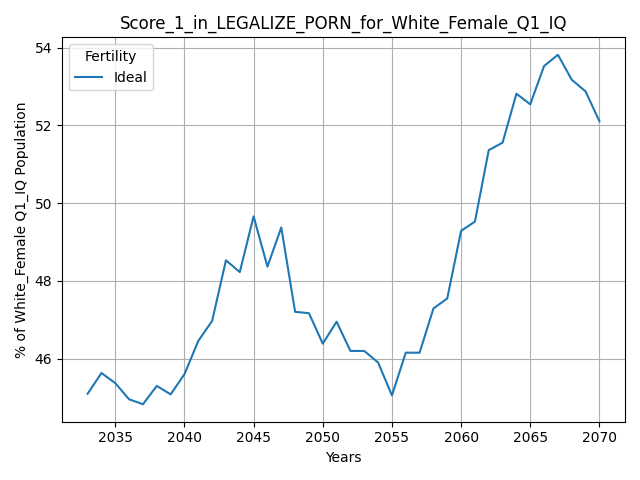 Score_1_in_LEGALIZE_PORN_for_White_Female_Q1_IQ
Fertility
Ideal
% of White_Female Q1_IQ Population
54
52
50
48
46
2035 2040 2045 2050 2055 2060 2065 2070
Years